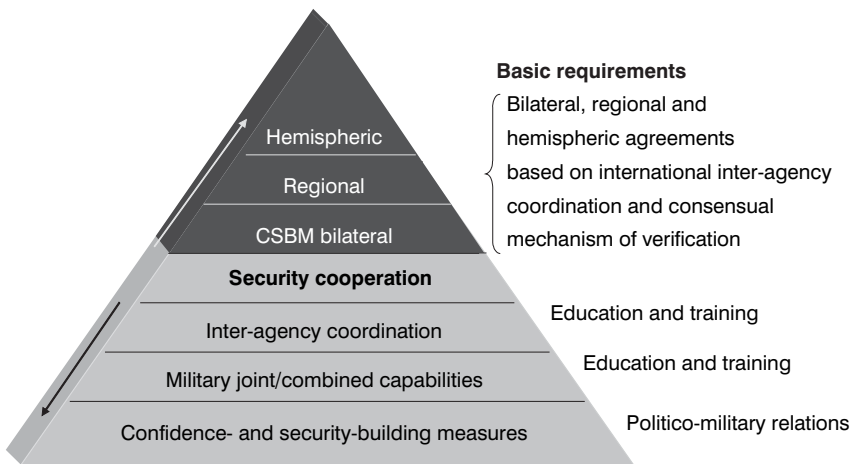 Basic requirements
Bilateral, regional and
hemispheric agreements
based on international inter-agency
coordination and consensual
mechanism of verification
Hemispheric
Regional
CSBM bilateral
Security cooperation
Education and training
Inter-agency coordination
Education and training
Military joint/combined capabilities
Politico-military relations
Confidence- and security-building measures